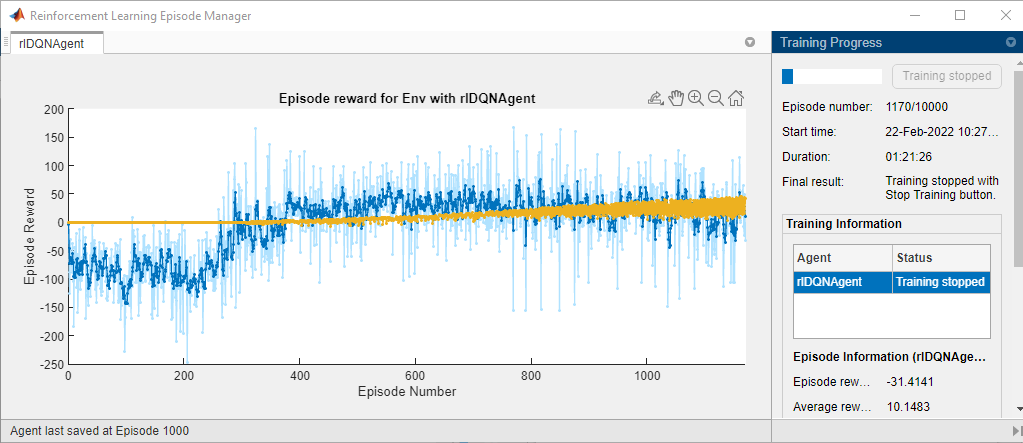 Reinforcement Learning Episode Manager
rlDQNAgent
Training Progress
Episode reward for Env with rlDQNAgent
Episode Reward
200
150
100
50
0
-50
-100
-150
-200
-250
0
200
400
600
800
1000
Episode Number
Training stopped
Episode number: 1170/10000
Start time: 22-Feb-2022 10:27...
Duration: 01:21:26
Final result: Training stopped with
Stop Training button.
Training Information
Agent Status
rlDQNAgent Training stopped
Episode Information (rlDQNAge...
Episode rew... -31.4141
Average rew... 10.1483
Agent last saved at Episode 1000